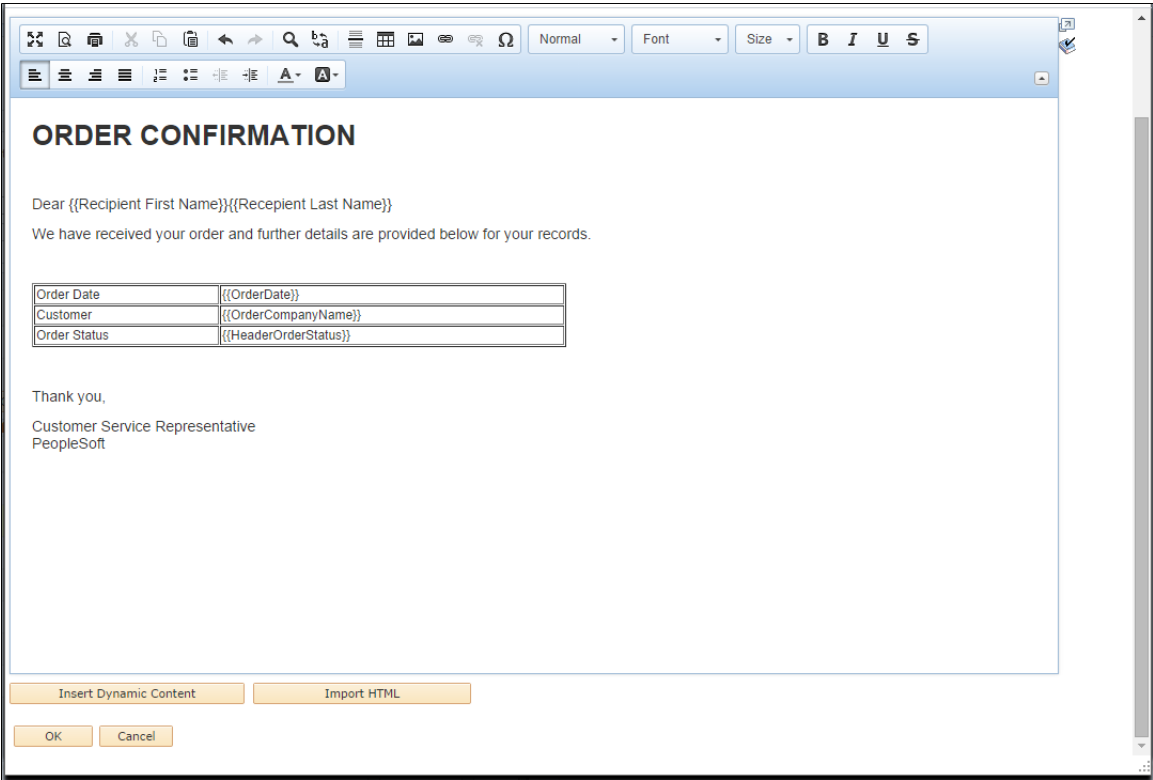 Normal Font Size B I U S
A A
ORDER CONFIRMATION
Dear {{Recipient First Name}}{{Recepient Last Name}}
We have received your order and further details are provided below for your records.
Order Date {{OrderDate}}
Customer {{OrderCompanyName}}
Order Status {{HeaderOrderStatus}}
Thank you,
Customer Service Representative
PeopleSoft
Insert Dynamic Content Import HTML
OK Cancel